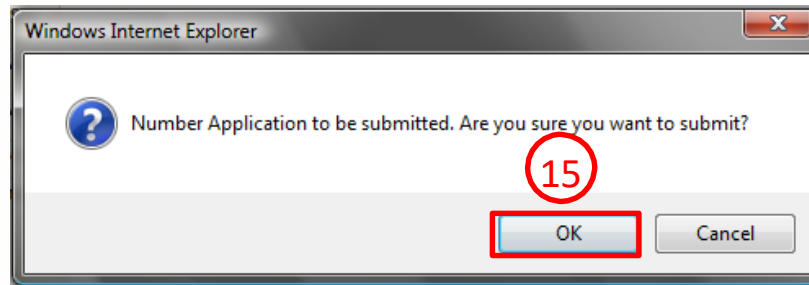 Windows Internet Explorer
Number Application to be submitted. Are you sure you want to submit?
15
OK Cancel